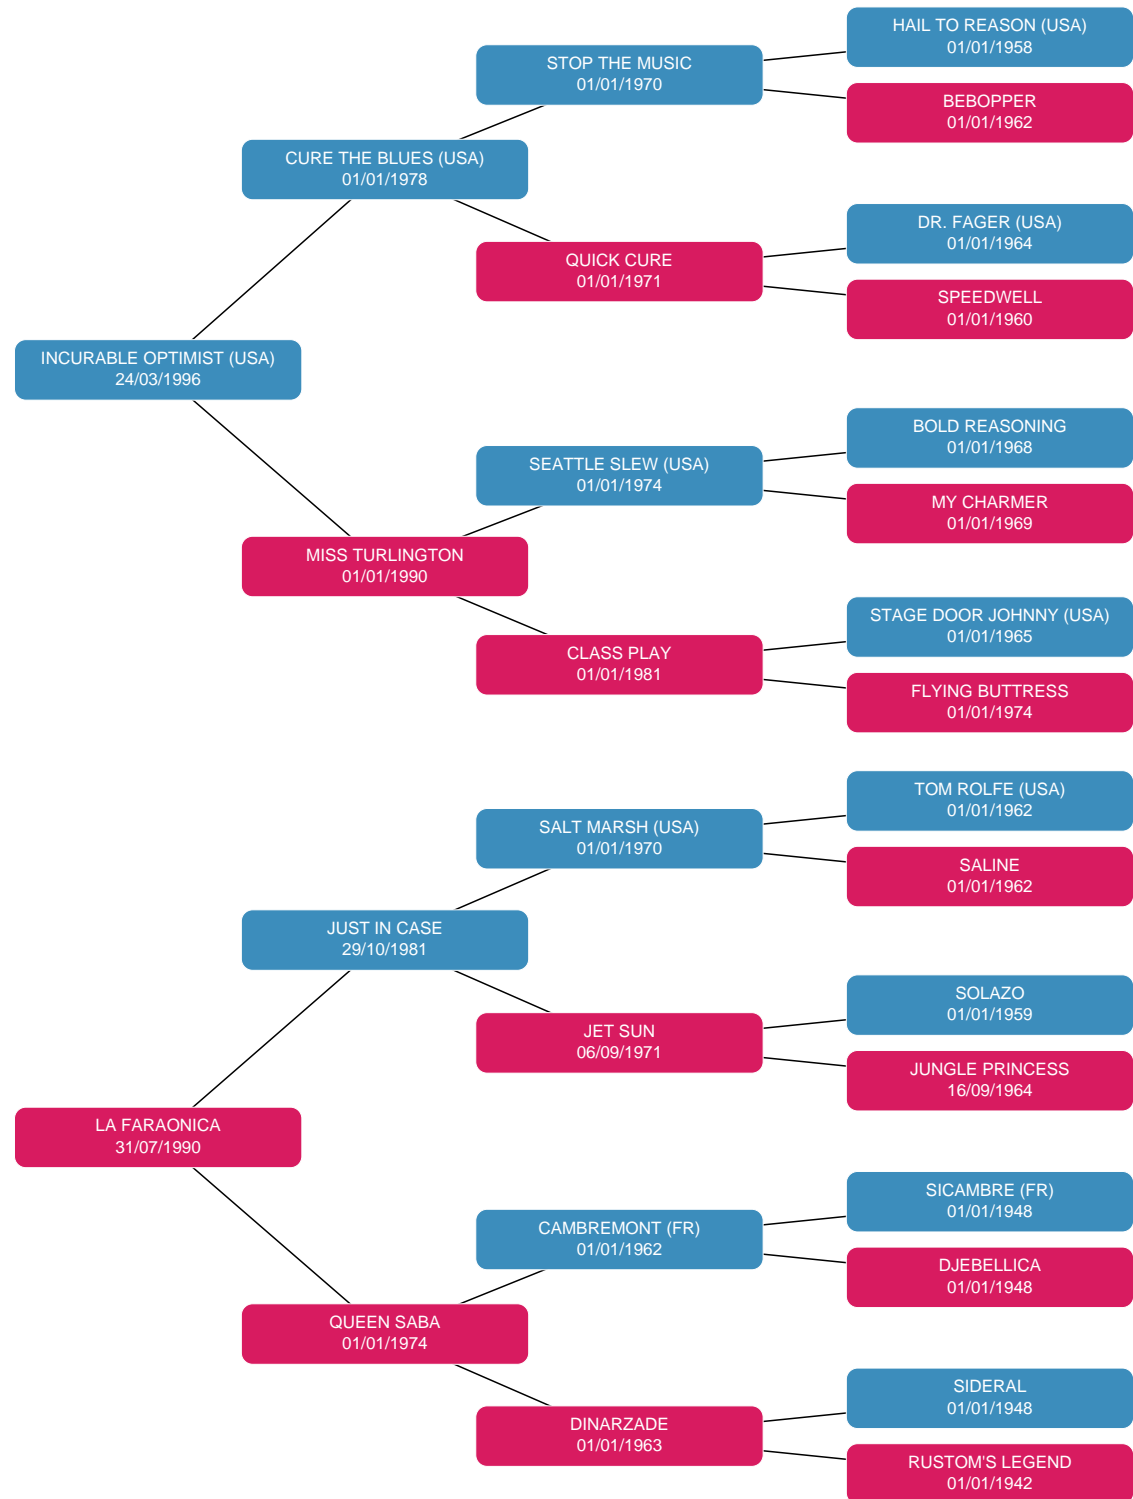 HAIL TO REASON (USA)
01/01/1958
STOP THE MUSIC
01/01/1970
BEBOPPER
01/01/1962
CURE THE BLUES (USA)
01/01/1978
DR. FAGER (USA)
01/01/1964
QUICK CURE
01/01/1971
SPEEDWELL
01/01/1960
INCURABLE OPTIMIST (USA)
24/03/1996
BOLD REASONING
01/01/1968
SEATTLE SLEW (USA)
01/01/1974
MY CHARMER
01/01/1969
MISS TURLINGTON
01/01/1990
STAGE DOOR JOHNNY (USA)
01/01/1965
CLASS PLAY
01/01/1981
FLYING BUTTRESS
01/01/1974
TOM ROLFE (USA)
01/01/1962
SALT MARSH (USA)
01/01/1970
SALINE
01/01/1962
JUST IN CASE
29/10/1981
SOLAZO
01/01/1959
JET SUN
06/09/1971
JUNGLE PRINCESS
16/09/1964
LA FARAONICA
31/07/1990
SICAMBRE (FR)
01/01/1948
CAMBREMONT (FR)
01/01/1962
DJEBELLICA
01/01/1948
QUEEN SABA
01/01/1974
SIDERAL
01/01/1948
DINARZADE
01/01/1963
RUSTOM'S LEGEND
01/01/1942